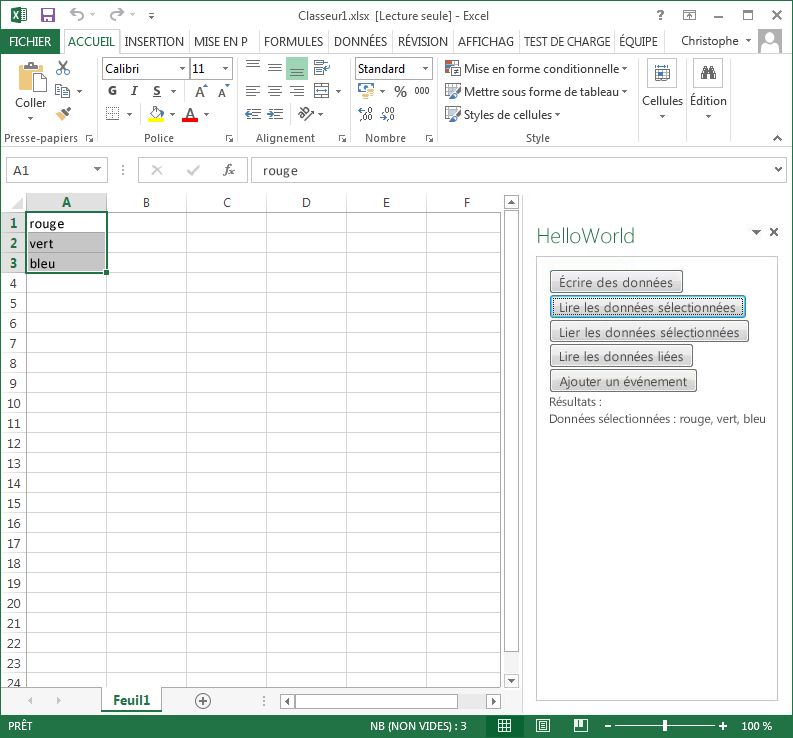 Classeur1.xlsx [Lecture seule] - Excel
?
FICHIER ACCUEIL INSERTION MISE EN P FORMULES DONNÉES RÉVISION AFFICHAG TEST DE CHARGE ÉQUIPE Christophe
Coller
Calibri 11
G I S A A
A
Standard
% 000
Mise en forme conditionnelle
Mettre sous forme de tableau
Styles de cellules
Cellules
Édition
Presse-papiers Police Alignement Nombre Style
A1 fx rouge
A B C D E F
1 rouge
2 vert
3 bleu
4
5
6
7
8
9
10
11
12
13
14
15
16
17
18
19
20
21
22
23
24
HelloWorld
Écrire des données
Lire les données sélectionnées
Lier les données sélectionnées
Lire les données liées
Ajouter un événement
Résultats :
Données sélectionnées : rouge, vert, bleu
Feuil1
PRÊT NB (NON VIDES) : 3 100 %